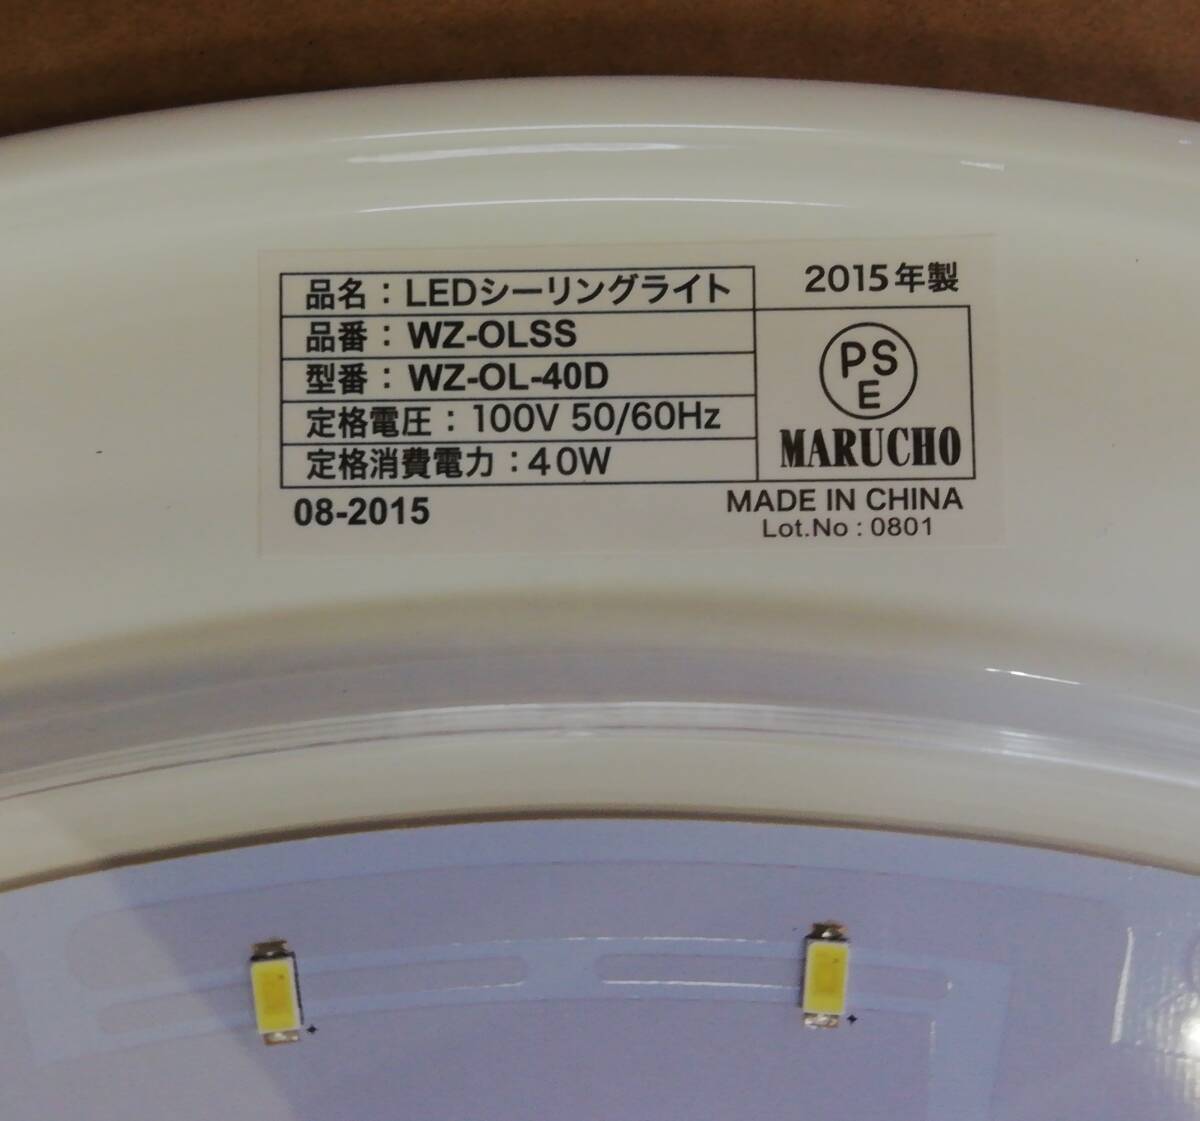 品名：LEDシーリングライト
品番：WZ-OLSS
型番：WZ-OL-40D
定格電圧：100V 50/60Hz
定格消費電力：40W
08-2015
2015年製
PS
E
MARUCHO
MADE IN CHINA
Lot.No : 0801